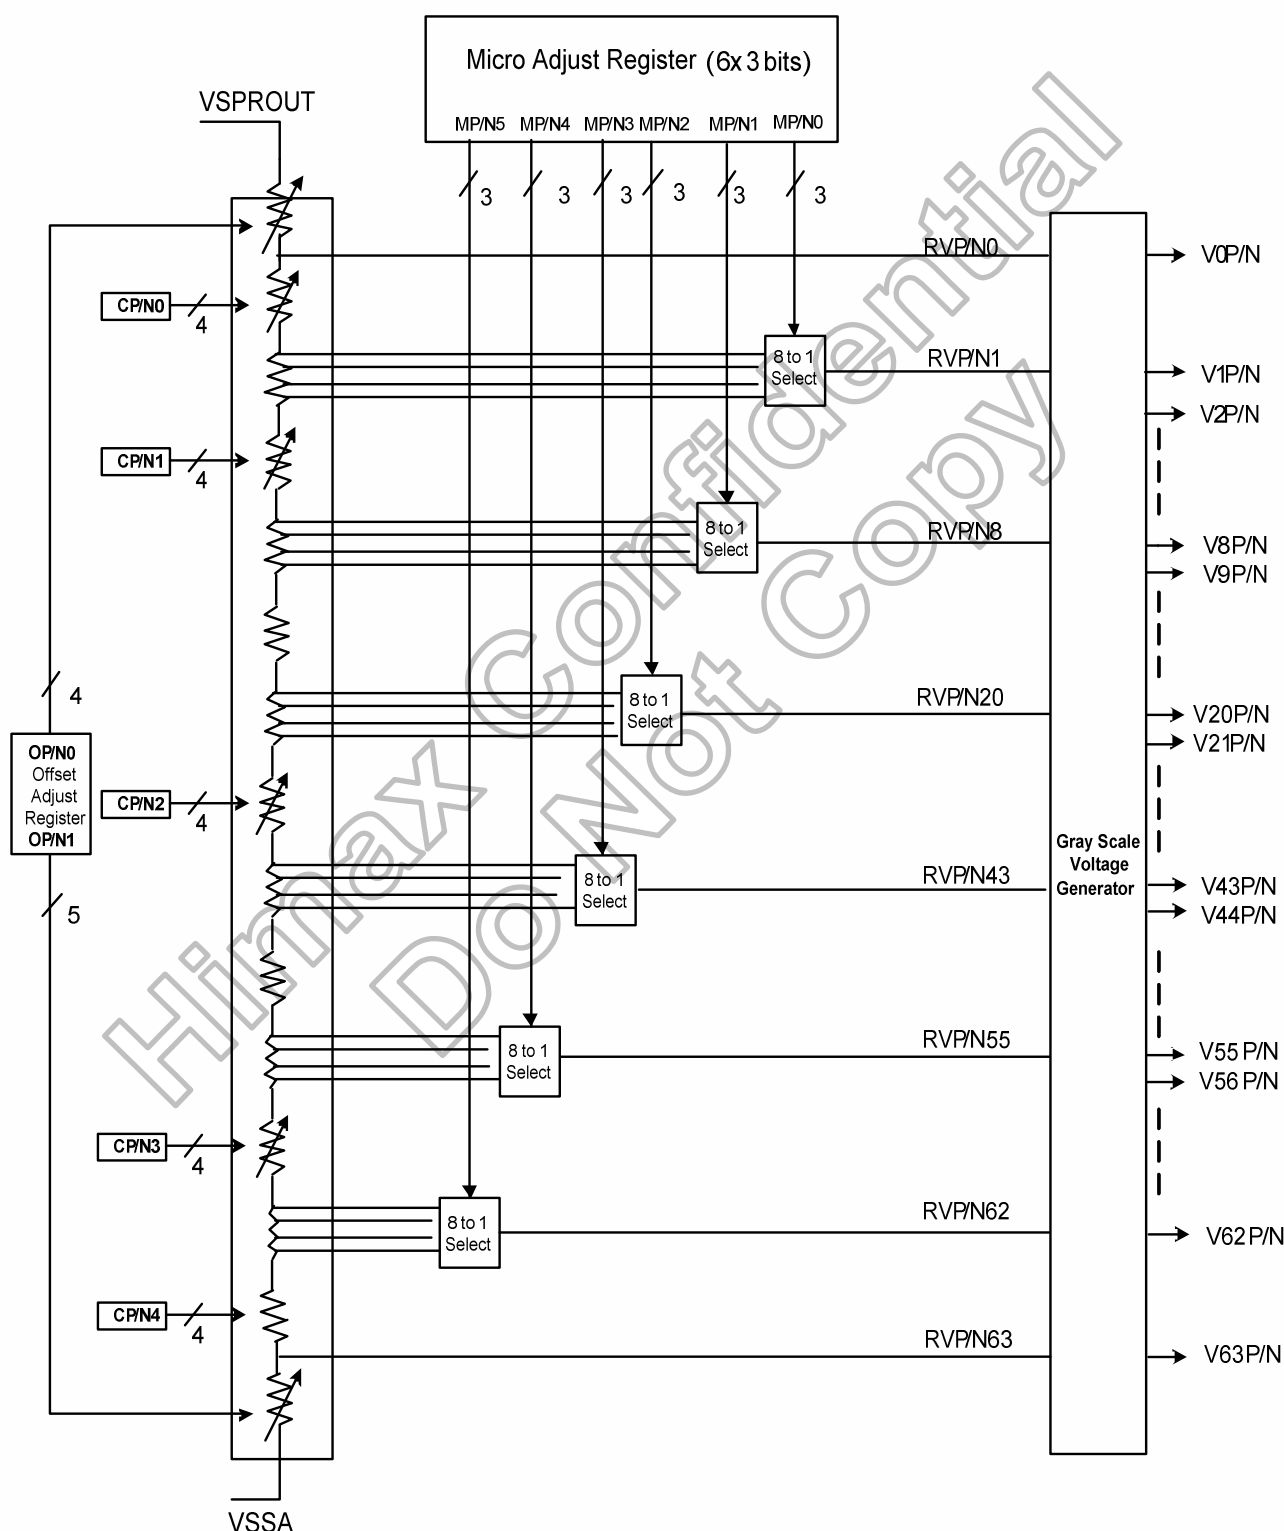 Micro Adjust Register (6x 3 bits)
VSPROUT
MP/N5 MP/N4 MP/N3 MP/N2 MP/N1 MP/N0
3 3 3 3 3 3
RVP/N0
V0P/N
CP/N0
4
8 to 1
Select
RVP/N1
V1P/N
V2P/N
CP/N1
4
8 to 1
Select
RVP/N8
V8P/N
V9P/N
4
8 to 1
Select
RVP/N20
V20P/N
V21P/N
OP/N0
Offset
Adjust
Register
OP/N1
CP/N2
4
Gray Scale
Voltage
Generator
8 to 1
Select
RVP/N43
V43P/N
V44P/N
5
8 to 1
Select
RVP/N55
V55P/N
V56P/N
CP/N3
4
8 to 1
Select
RVP/N62
V62P/N
CP/N4
4
RVP/N63
V63P/N
VSSA
Himax Confidential
Do Not Copy